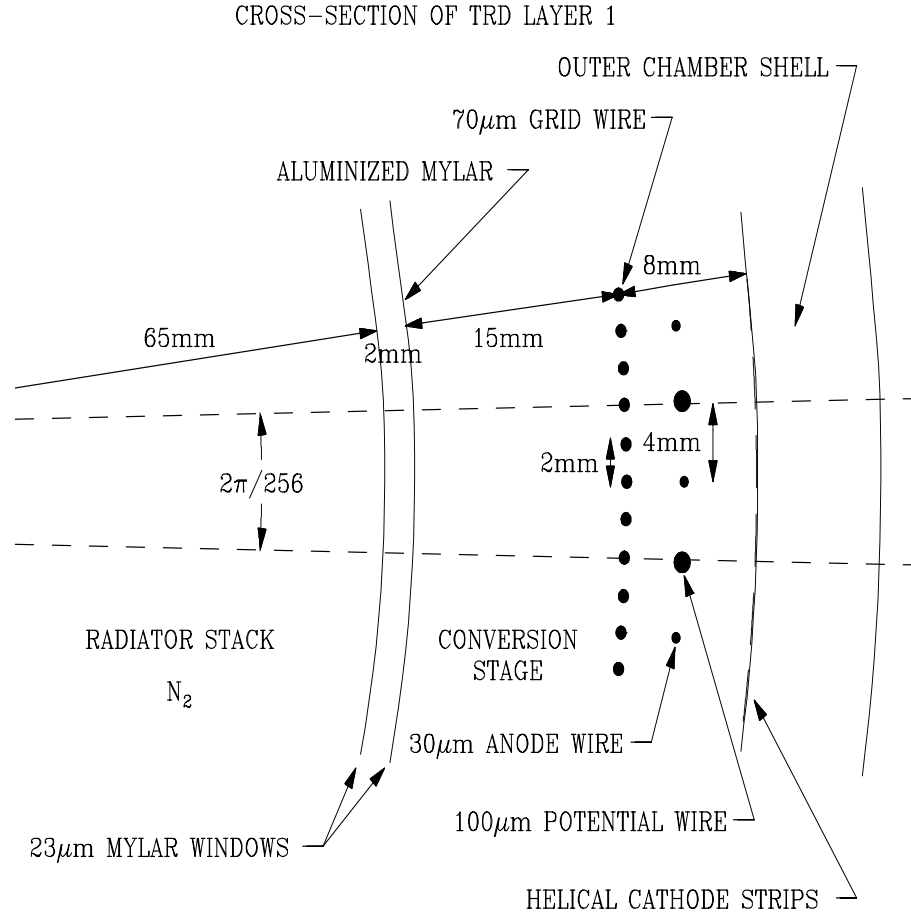 CROSS-SECTION OF TRD LAYER 1
OUTER CHAMBER SHELL
70μm GRID WIRE
ALUMINIZED MYLAR
8mm
65mm
2mm
15mm
4mm
2mm
2π/256
RADIATOR STACK
N₂
CONVERSION
STAGE
30μm ANODE WIRE
100μm POTENTIAL WIRE
23μm MYLAR WINDOWS
HELICAL CATHODE STRIPS